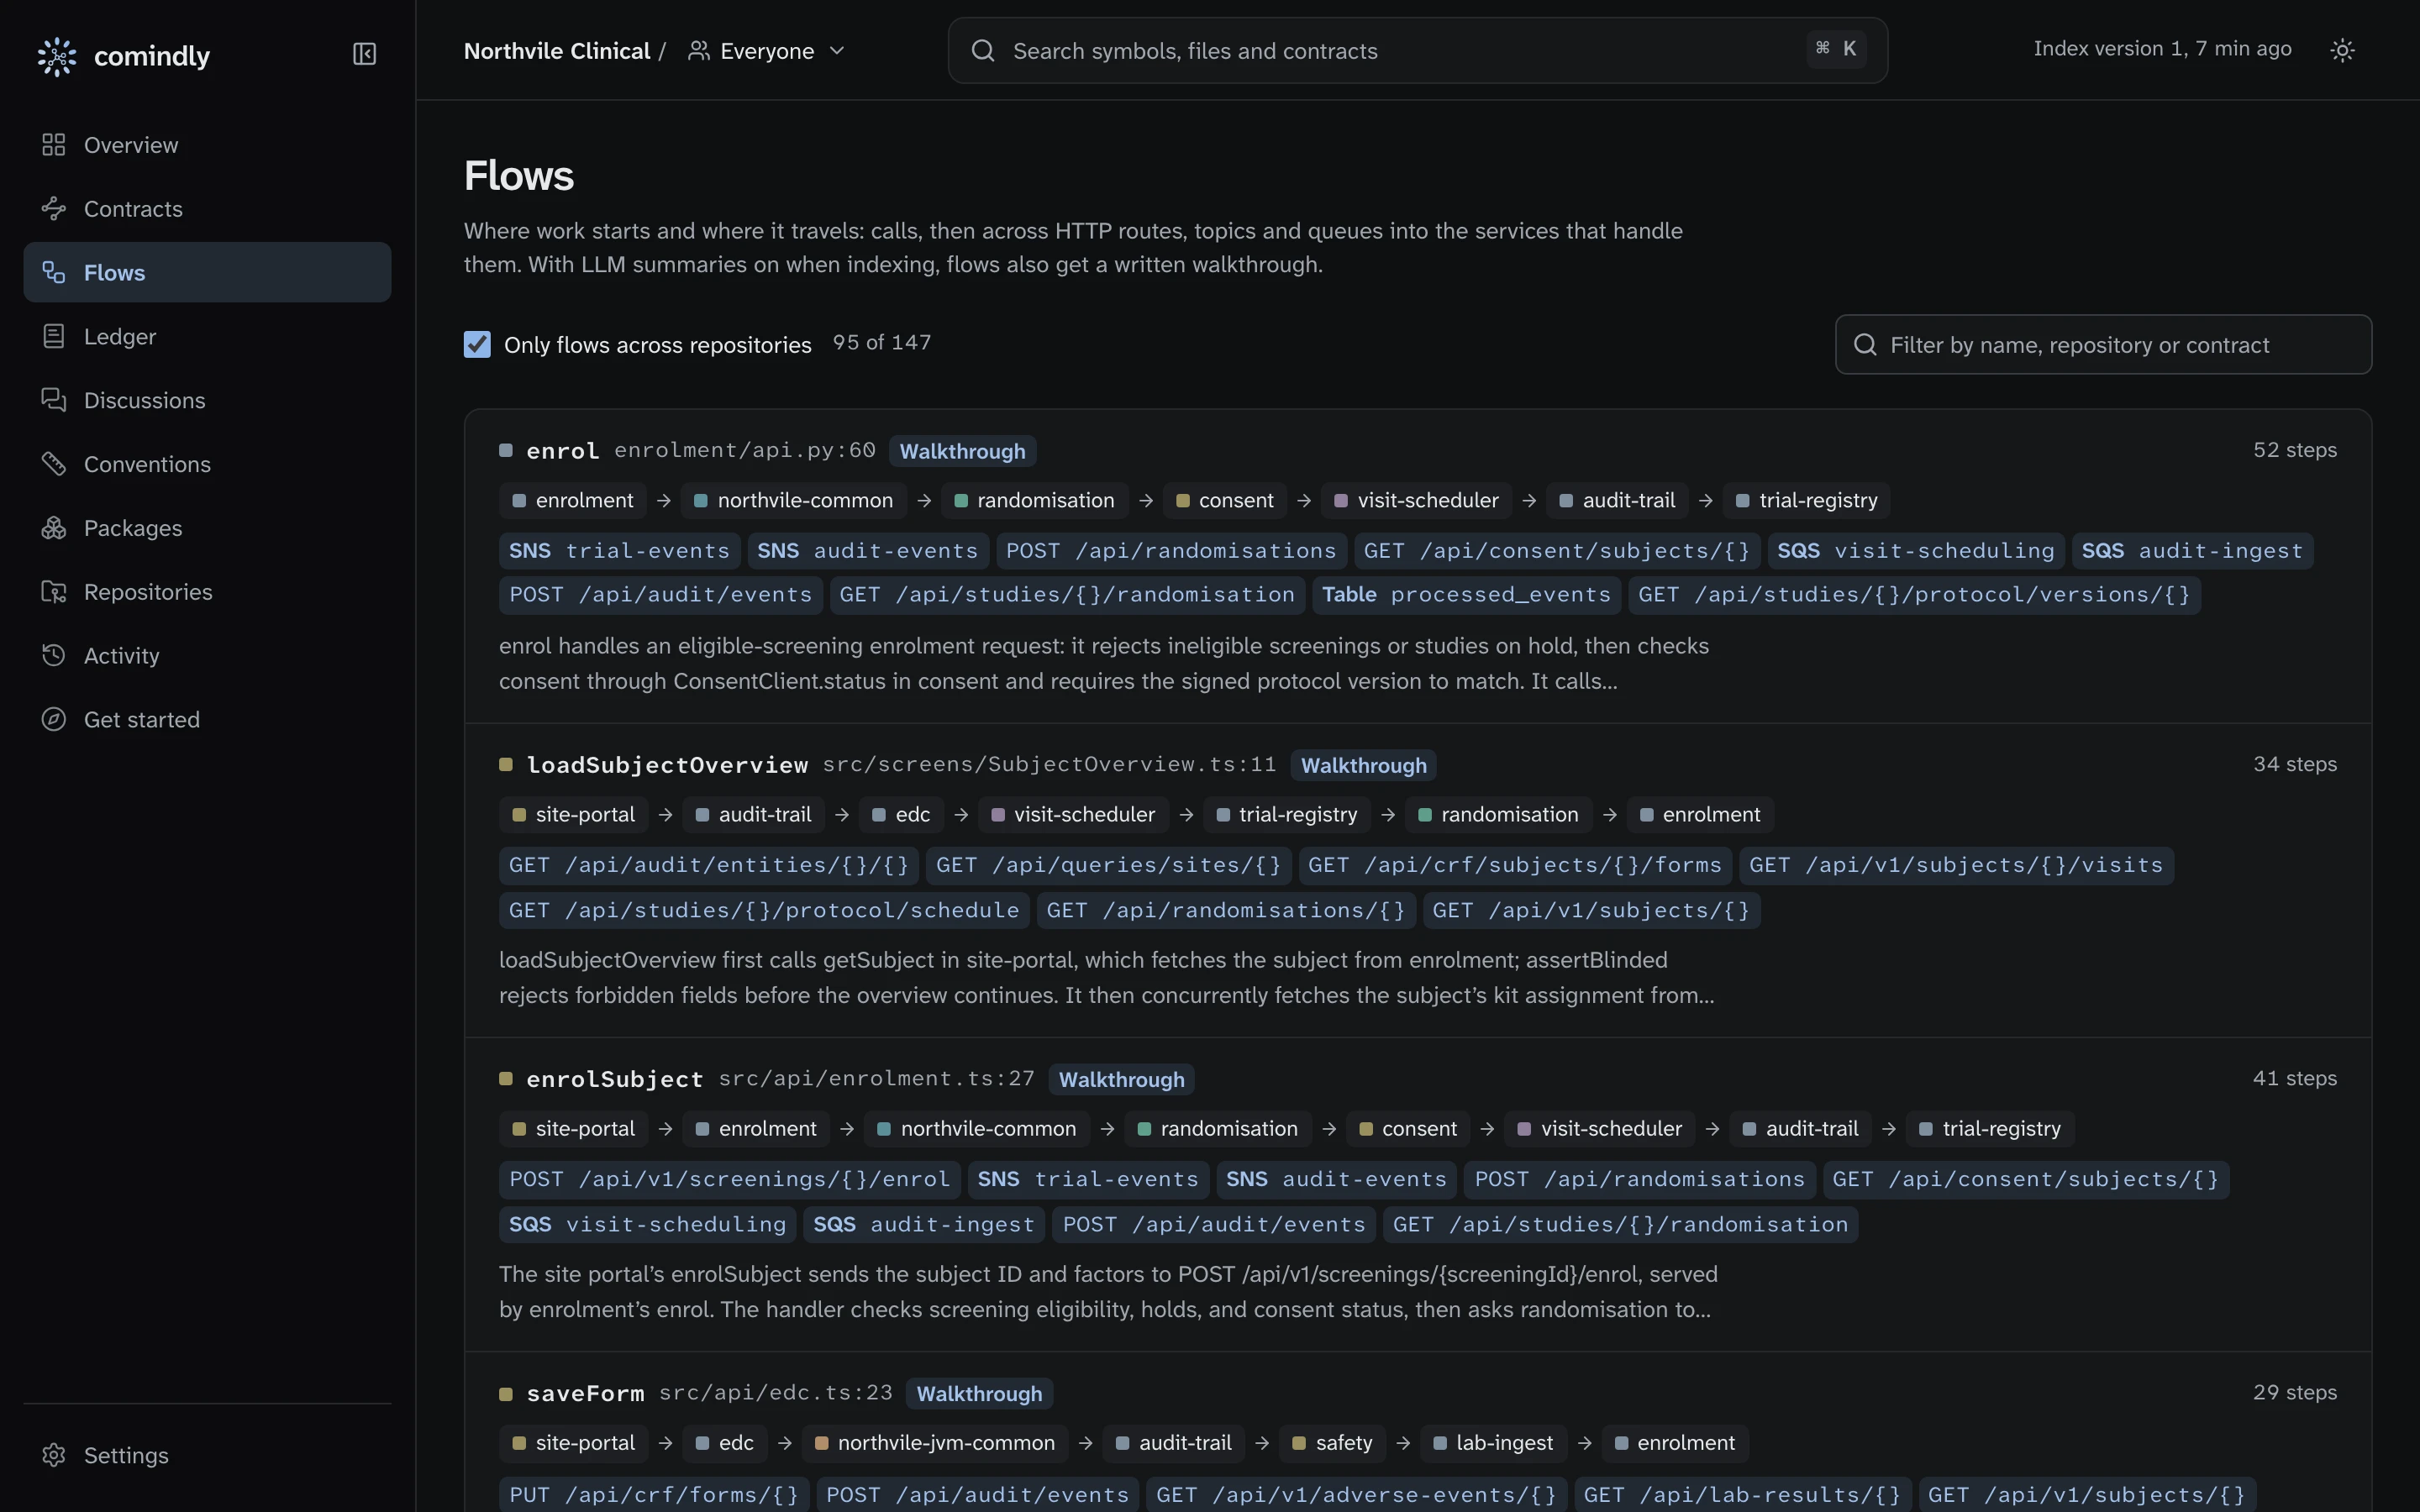 comindly
Northvile Clinical / Everyone
Search symbols, files and contracts ⌘ K
Index version 1, 7 min ago
Overview
Contracts
Flows
Ledger
Discussions
Conventions
Packages
Repositories
Activity
Get started
Settings
Flows
Where work starts and where it travels: calls, then across HTTP routes, topics and queues into the services that handle
them. With LLM summaries on when indexing, flows also get a written walkthrough.
Only flows across repositories 95 of 147
Filter by name, repository or contract
enrol enrolment/api.py:60 Walkthrough 52 steps
enrolment → northvile-common → randomisation → consent → visit-scheduler → audit-trail → trial-registry
SNS trial-events SNS audit-events POST /api/randomisations GET /api/consent/subjects/{} SQS visit-scheduling SQS audit-ingest
POST /api/audit/events GET /api/studies/{}/randomisation Table processed_events GET /api/studies/{}/protocol/versions/{}
enrol handles an eligible-screening enrolment request: it rejects ineligible screenings or studies on hold, then checks
consent through ConsentClient.status in consent and requires the signed protocol version to match. It calls...
loadSubjectOverview src/screens/SubjectOverview.ts:11 Walkthrough 34 steps
site-portal → audit-trail → edc → visit-scheduler → trial-registry → randomisation → enrolment
GET /api/audit/entities/{}/{} GET /api/queries/sites/{} GET /api/crf/subjects/{}/forms GET /api/v1/subjects/{}/visits
GET /api/studies/{}/protocol/schedule GET /api/randomisations/{} GET /api/v1/subjects/{}
loadSubjectOverview first calls getSubject in site-portal, which fetches the subject from enrolment; assertBlinded
rejects forbidden fields before the overview continues. It then concurrently fetches the subject’s kit assignment from...
enrolSubject src/api/enrolment.ts:27 Walkthrough 41 steps
site-portal → enrolment → northvile-common → randomisation → consent → visit-scheduler → audit-trail → trial-registry
POST /api/v1/screenings/{}/enrol SNS trial-events SNS audit-events POST /api/randomisations GET /api/consent/subjects/{}
SQS visit-scheduling SQS audit-ingest POST /api/audit/events GET /api/studies/{}/randomisation
The site portal’s enrolSubject sends the subject ID and factors to POST /api/v1/screenings/{screeningId}/enrol, served
by enrolment’s enrol. The handler checks screening eligibility, holds, and consent status, then asks randomisation to...
saveForm src/api/edc.ts:23 Walkthrough 29 steps
site-portal → edc → northvile-jvm-common → audit-trail → safety → lab-ingest → enrolment
PUT /api/crf/forms/{} POST /api/audit/events GET /api/v1/adverse-events/{} GET /api/lab-results/{} GET /api/v1/subjects/{}